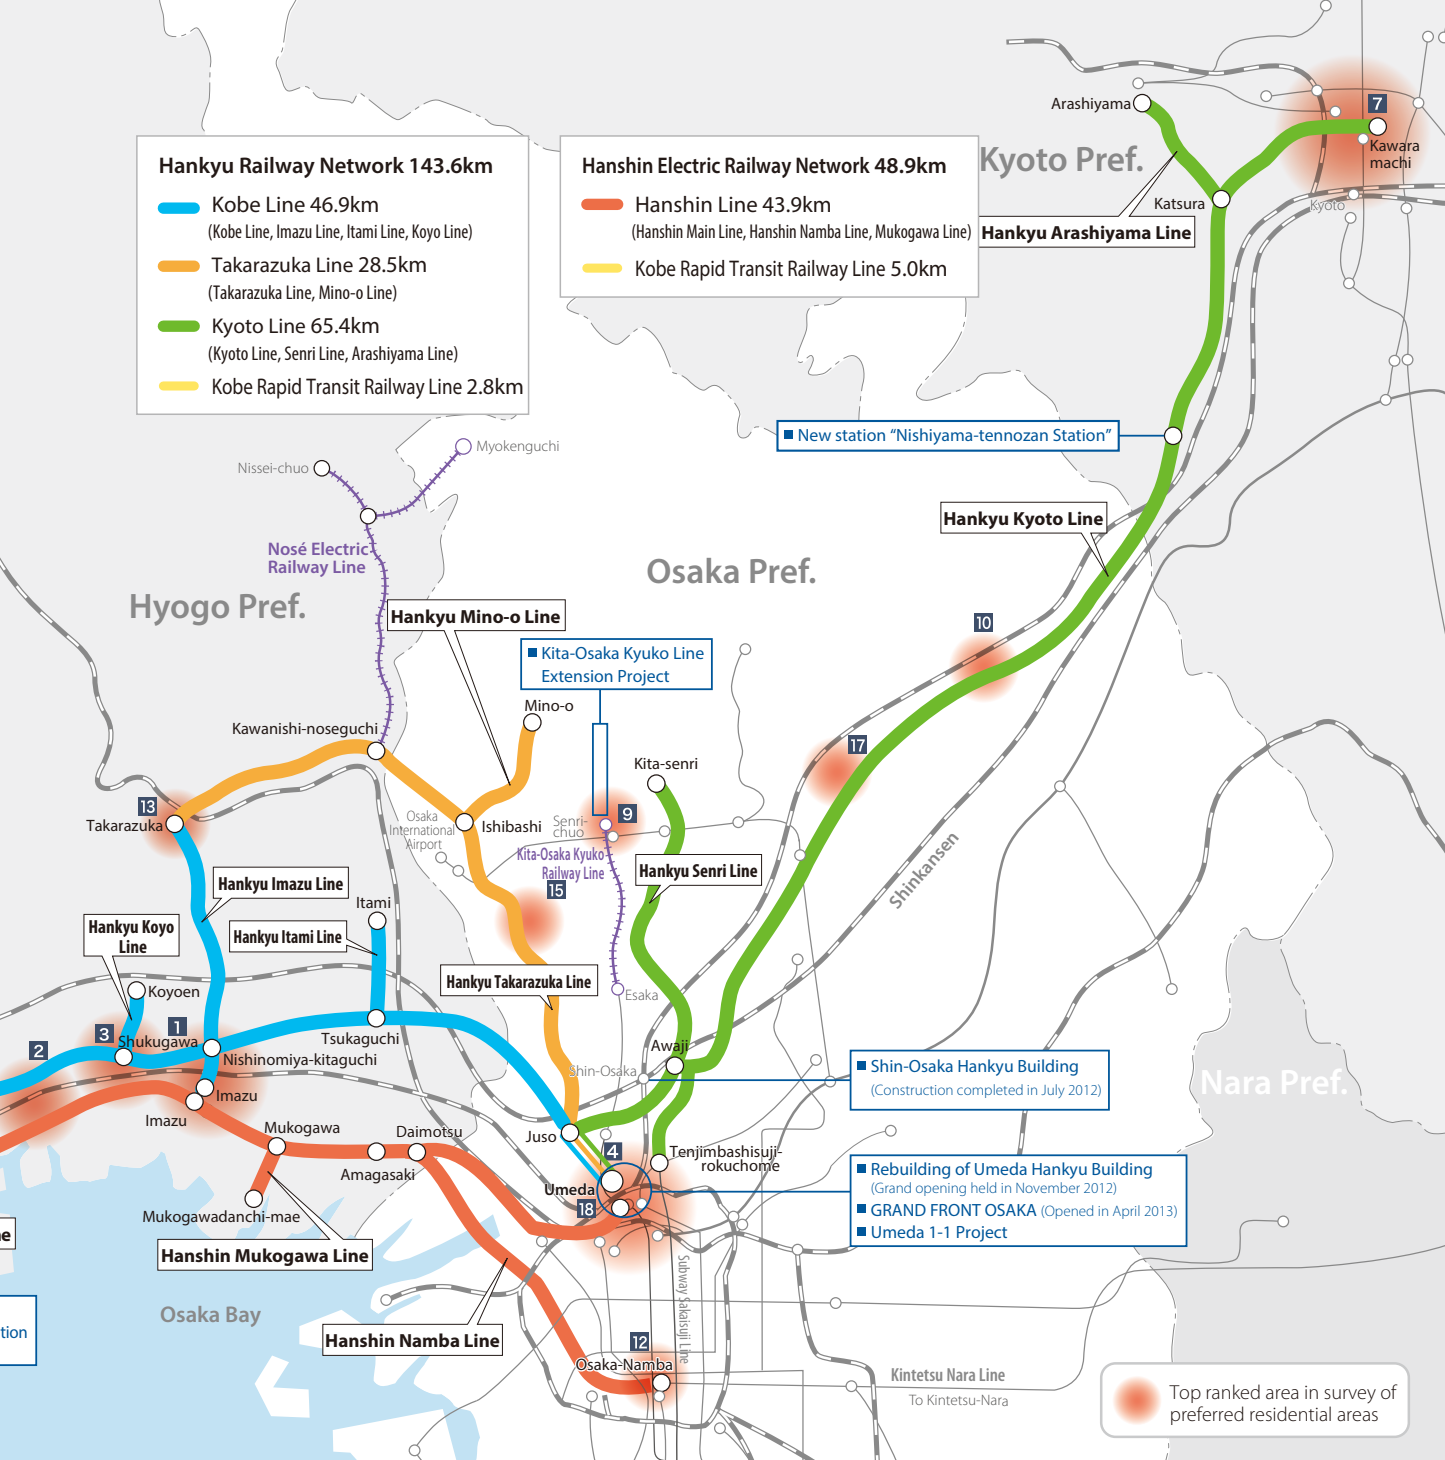 Arashiyama
7
Kawara
machi
Kyoto Pref.
Katsura
Kyoto
Hankyu Arashiyama Line
Hankyu Railway Network 143.6km
Kobe Line 46.9km
(Kobe Line, Imazu Line, Itami Line, Koyo Line)
Takarazuka Line 28.5km
(Takarazuka Line, Mino-o Line)
Kyoto Line 65.4km
(Kyoto Line, Senri Line, Arashiyama Line)
Kobe Rapid Transit Railway Line 2.8km
Hanshin Electric Railway Network 48.9km
Hanshin Line 43.9km
(Hanshin Main Line, Hanshin Namba Line, Mukogawa Line)
Kobe Rapid Transit Railway Line 5.0km
New station “Nishiyama-tennozan Station”
Myokenguchi
Nissei-chuo
Hankyu Kyoto Line
Nosé Electric
Railway Line
Osaka Pref.
Hyogo Pref.
Hankyu Mino-o Line
10
Kita-Osaka Kyuko Line
Extension Project
Mino-o
Kawanishi-noseguchi
17
Kita-senri
13
Takarazuka
Osaka
International
Airport
Ishibashi
Senri-
chuo
9
Kita-Osaka Kyuko
Railway Line
15
Hankyu Senri Line
Shinkansen
Hankyu Imazu Line
Itami
Hankyu Koyo
Line
Hankyu Itami Line
Hankyu Takarazuka Line
Koyoen
Esaka
2
3
1
Shukugawa
Nishinomiya-kitaguchi
Tsukaguchi
Awaji
Shin-Osaka
Shin-Osaka Hankyu Building
(Construction completed in July 2012)
Nara Pref.
Imazu
Imazu
Mukogawa
Daimotsu
Amagasaki
Juso
4
Tenjimbashisuji-
rokuchome
Umeda
18
Rebuilding of Umeda Hankyu Building
(Grand opening held in November 2012)
GRAND FRONT OSAKA (Opened in April 2013)
Umeda 1-1 Project
Mukogawadanchi-mae
e
Hanshin Mukogawa Line
Subway Sakaisuji Line
Osaka Bay
tion
Hanshin Namba Line
12
Osaka-Namba
Kintetsu Nara Line
To Kintetsu-Nara
Top ranked area in survey of
preferred residential areas